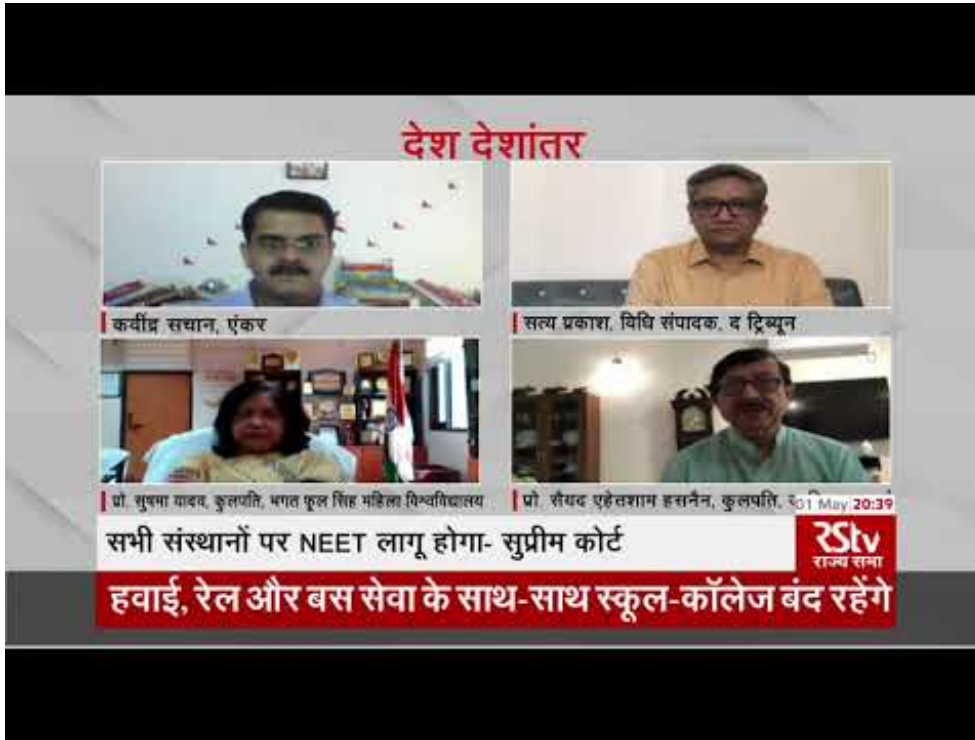 देश देशांतर
कवींद्र सचान, एंकर
सत्य प्रकाश, विधि संपादक, द ट्रिब्यून
प्रो. सुषमा यादव, कुलपति, भगत फूल सिंह महिला विश्वविद्यालय
प्रो. सैयद एहतेशाम हसनैन, कुलपति,
01 May 20:39
सभी संस्थानों पर NEET लागू होगा- सुप्रीम कोर्ट
RStv
राज्य सभा
हवाई, रेल और बस सेवा के साथ-साथ स्कूल-कॉलेज बंद रहेंगे